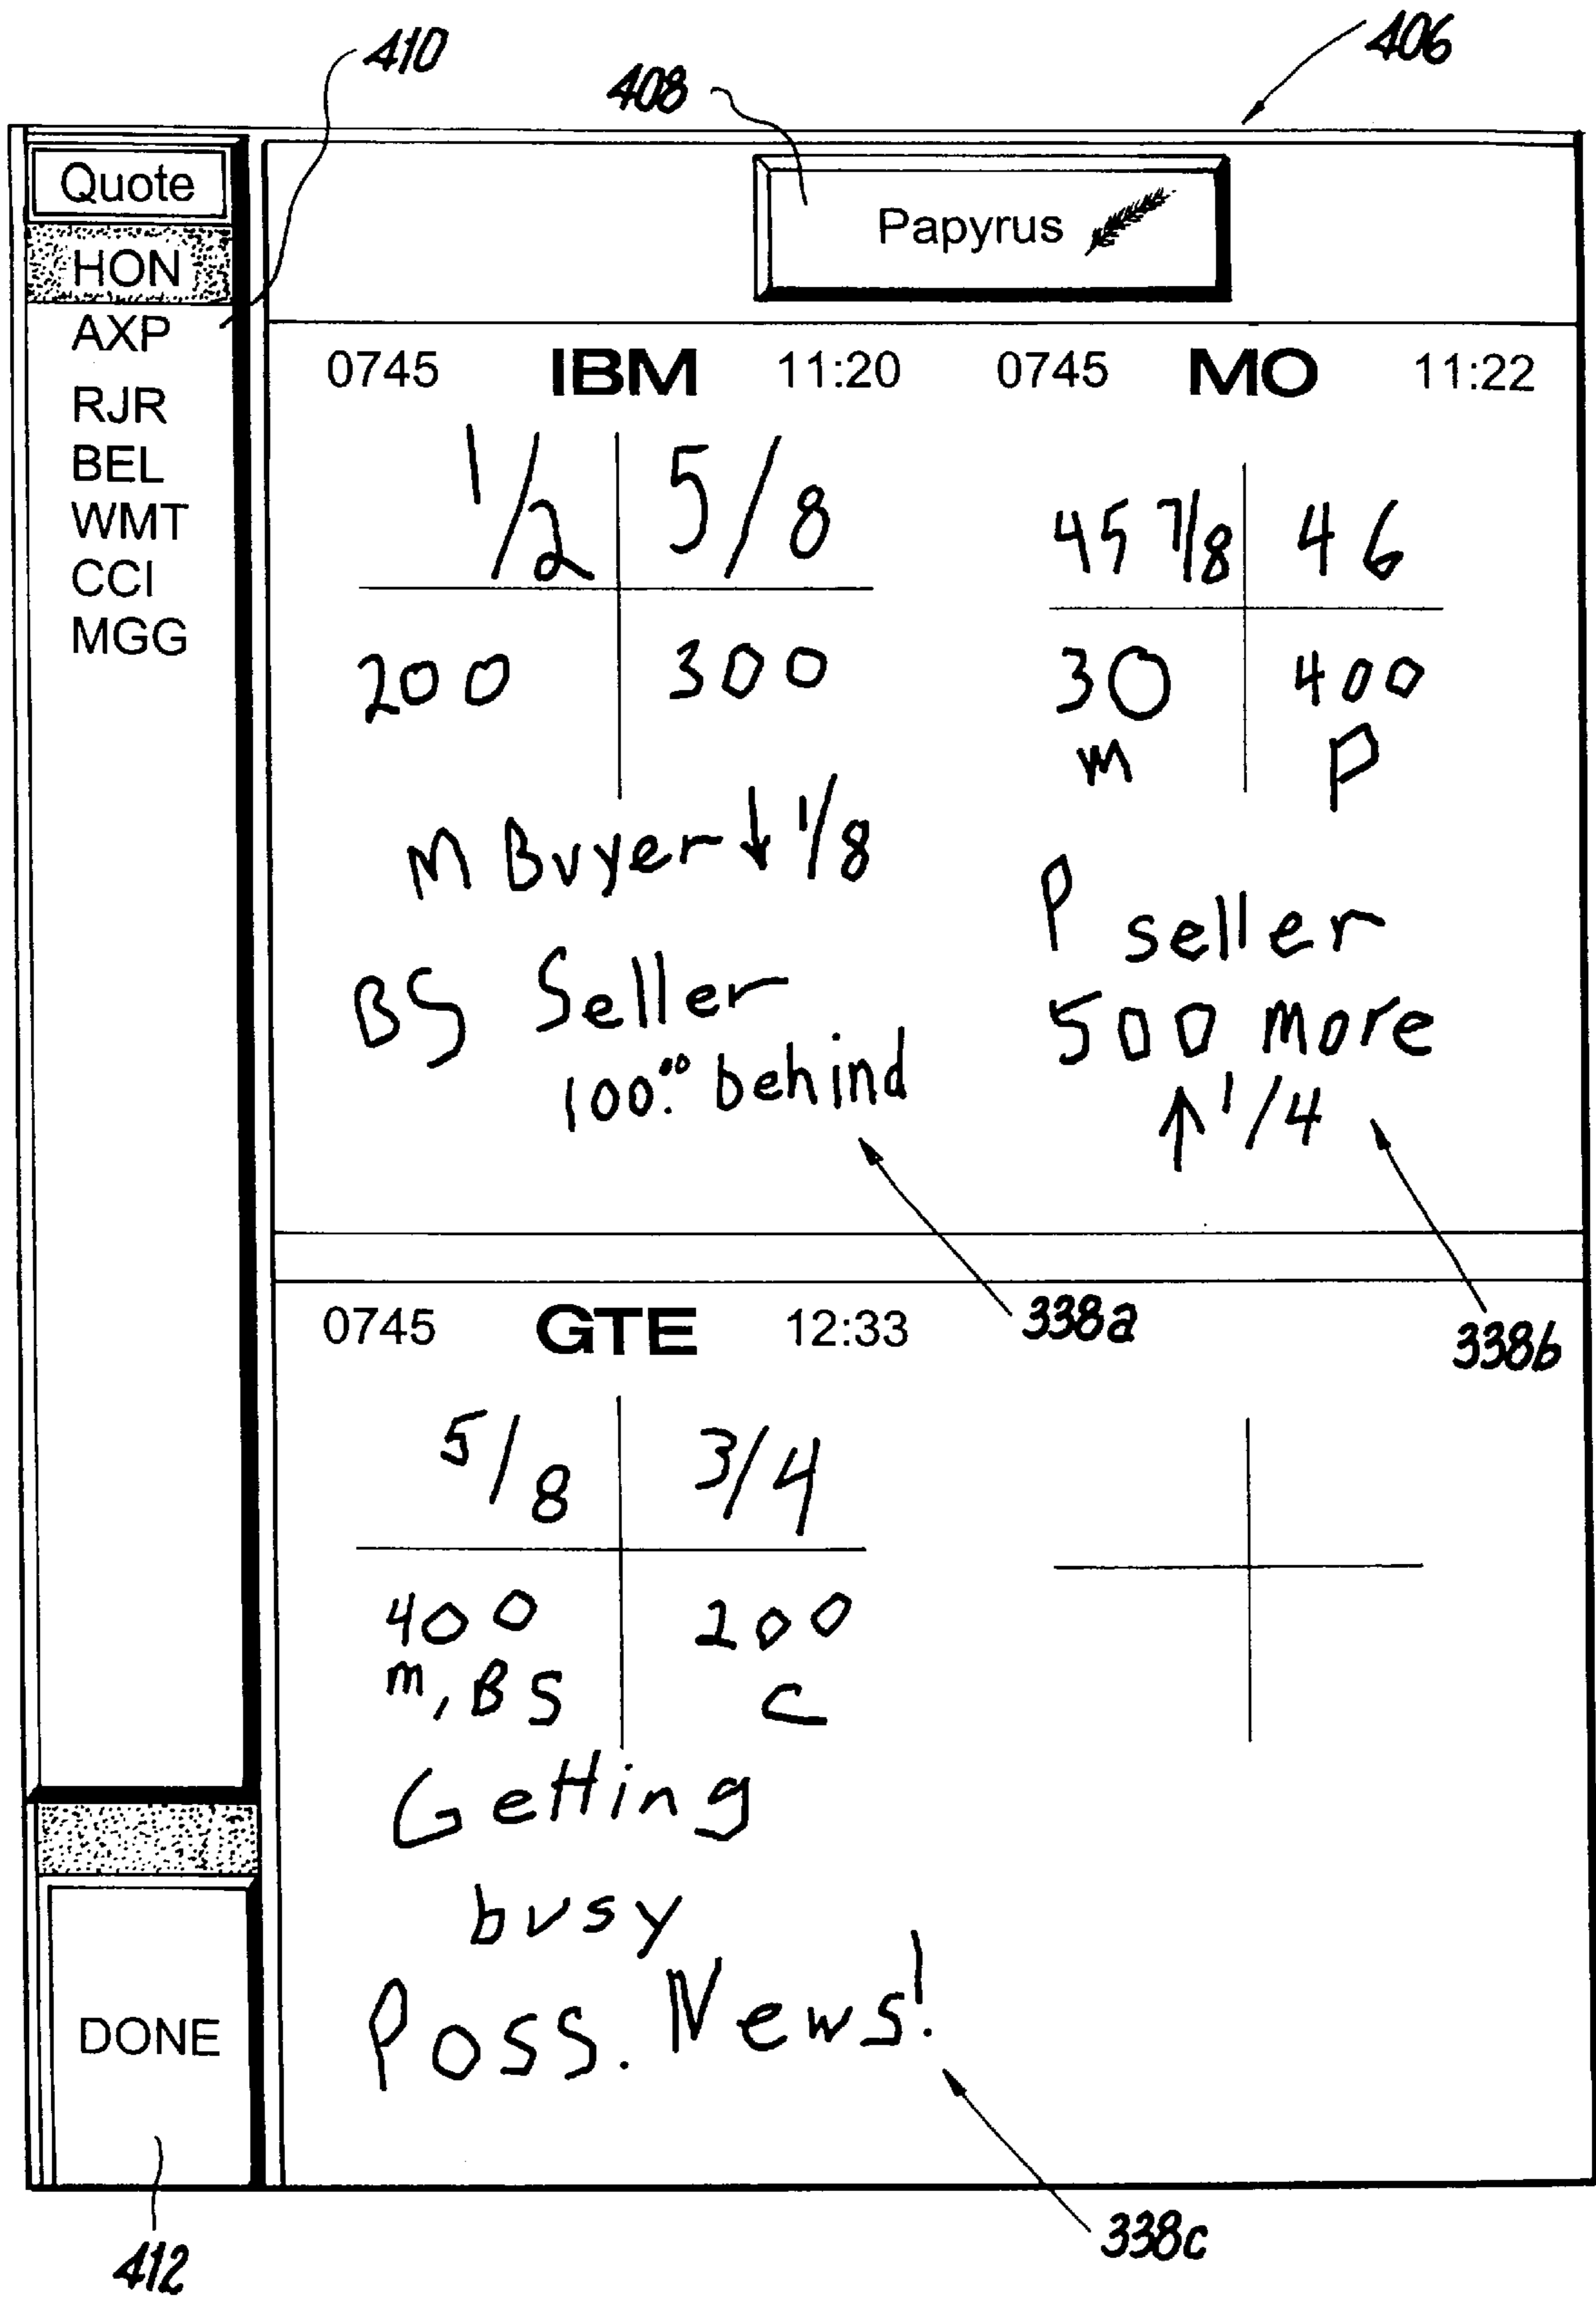 410
408
406
Quote
HON
AXP
RJR
BEL
WMT
CCI
MGG
Papyrus
0745 IBM 11:20
1/2 5/8
200 300
M Buyer ↓ 1/8
BS Seller
100.00 behind
338a
0745 MO 11:22
45 7/8 46
30 400
m P
P seller
500 more
↑ 1/4
338b
0745 GTE 12:33
5/8 3/4
400 200
m, BS C
Getting
busy
Poss. News!
338c
DONE
412